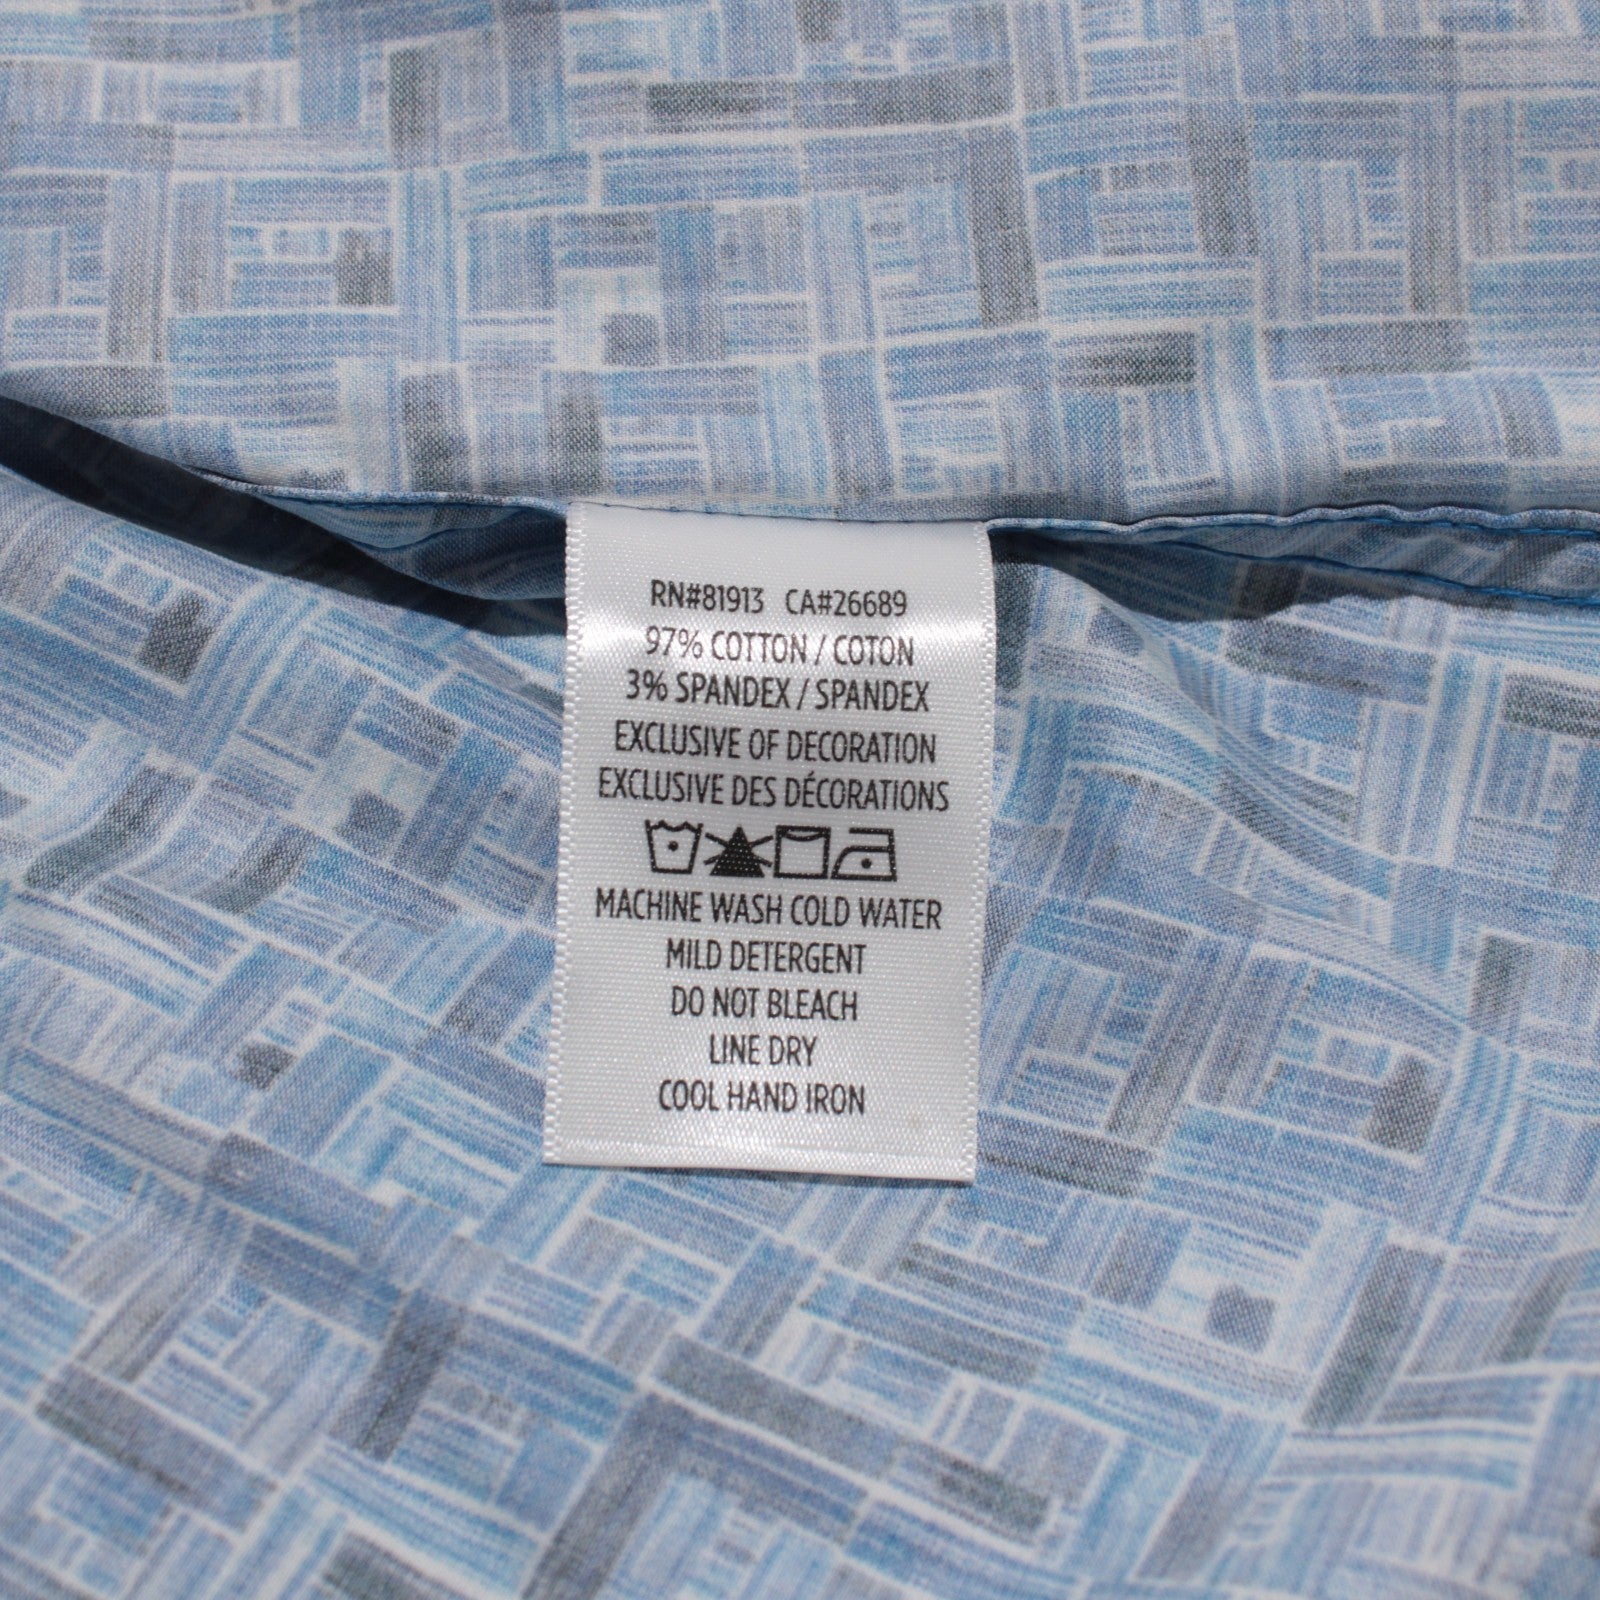 RN#81913 CA#26689
97% COTTON / COTON
3% SPANDEX / SPANDEX
EXCLUSIVE OF DECORATION
EXCLUSIVE DES DÉCORATIONS
MACHINE WASH COLD WATER
MILD DETERGENT
DO NOT BLEACH
LINE DRY
COOL HAND IRON